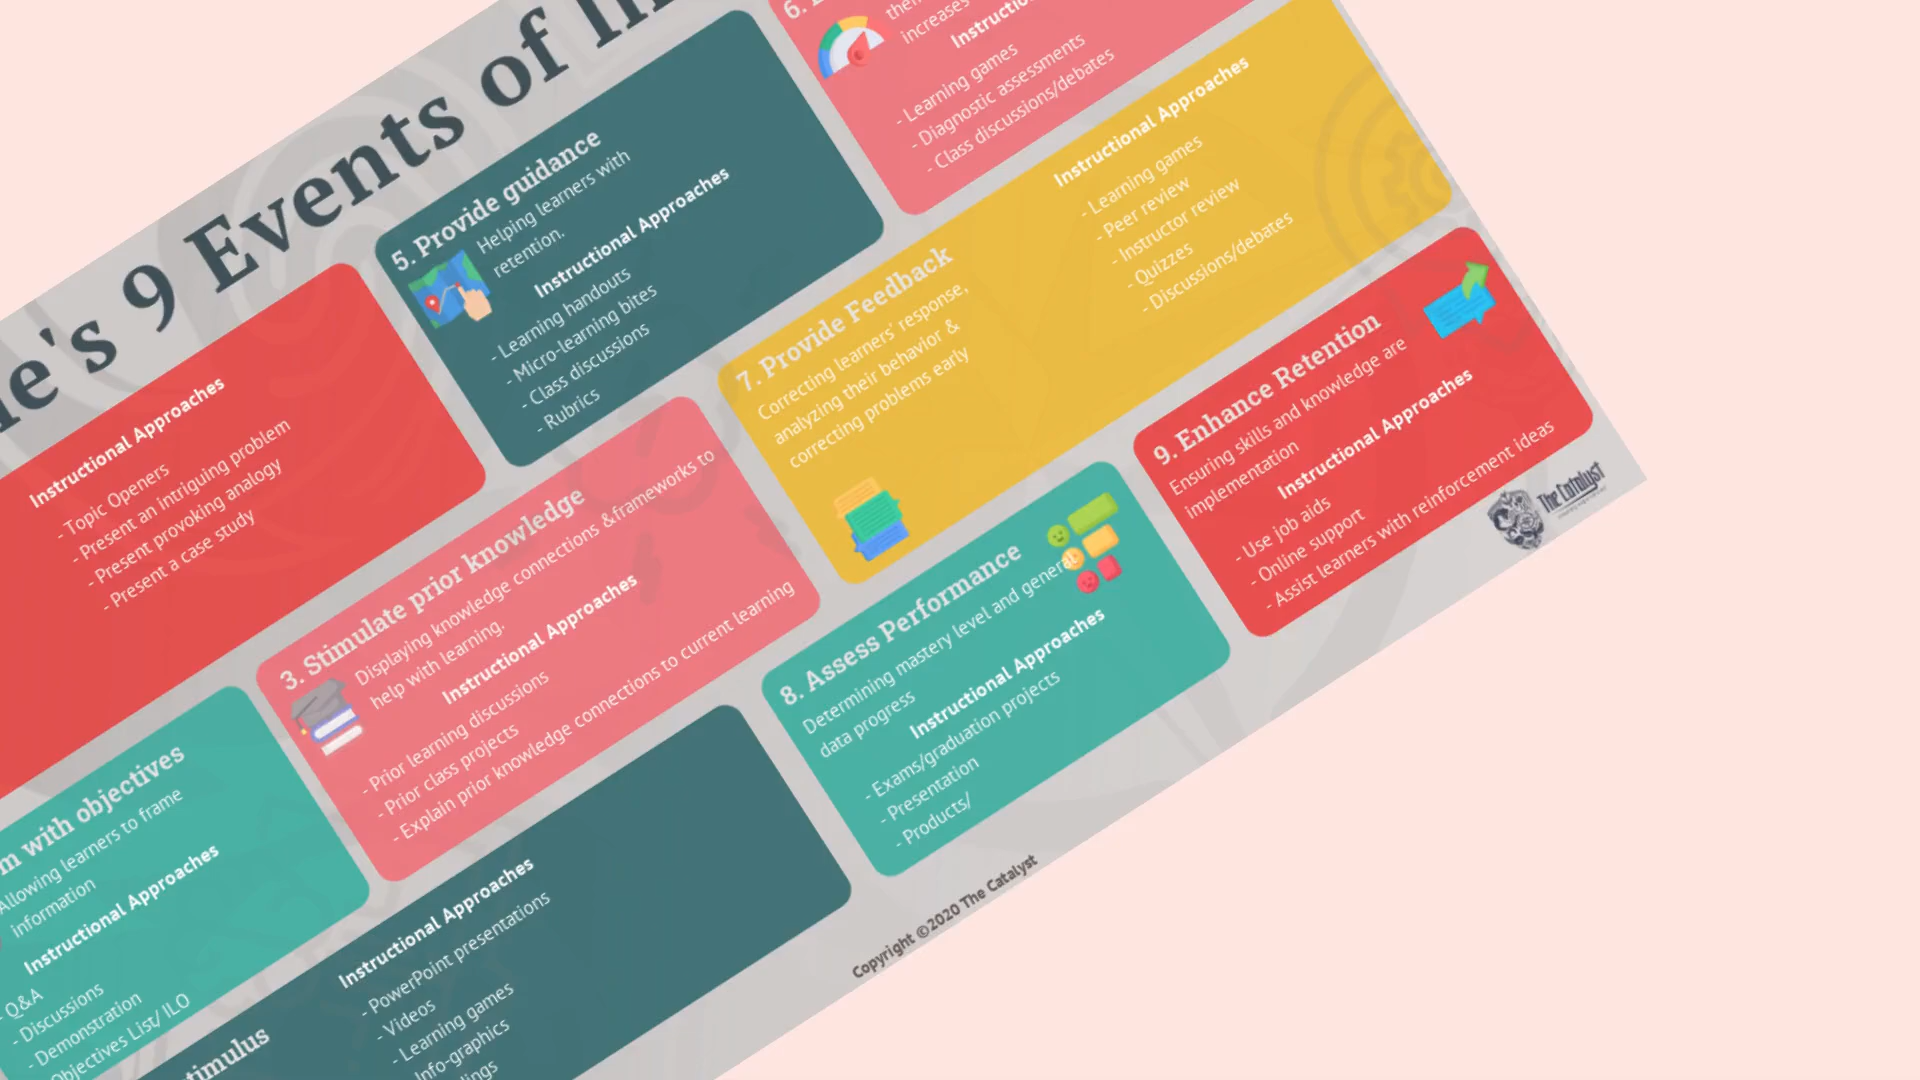 9 Events of
Instructional Approaches
- Topic Openers
- Present an intriguing problem
- Present provoking analogy
- Present a case study
with objectives
Allowing learners to frame
information
Instructional Approaches
- Q&A
- Discussions
- Demonstration
Objectives List/ ILO
3. Stimulate prior knowledge
Displaying knowledge connections &frameworks to
help with learning.
Instructional Approaches
- Prior learning discussions
- Prior class projects
- Explain prior knowledge connections to current learning
Instructional Approaches
- PowerPoint presentations
- Videos
- Learning games
Info-graphics
5. Provide guidance
Helping learners with
retention.
Instructional Approaches
- Learning handouts
- Micro-learning bites
- Class discussions
- Rubrics
6.
increases
- Learning games
- Diagnostic assessments
- Class discussions/debates
7. Provide Feedback
Correcting learners' response,
analyzing their behavior &
correcting problems early
Instructional Approaches
- Learning games
- Peer review
- Instructor review
- Quizzes
- Discussions/debates
8. Assess Performance
Determining mastery level and general
data progress
Instructional Approaches
- Exams/graduation projects
- Presentation
- Products/
9. Enhance Retention
Ensuring skills and knowledge are
implementation
Instructional Approaches
- Use job aids
- Online support
- Assist learners with reinforcement ideas
The Catalyst
Copyright ©2020 The Catalyst